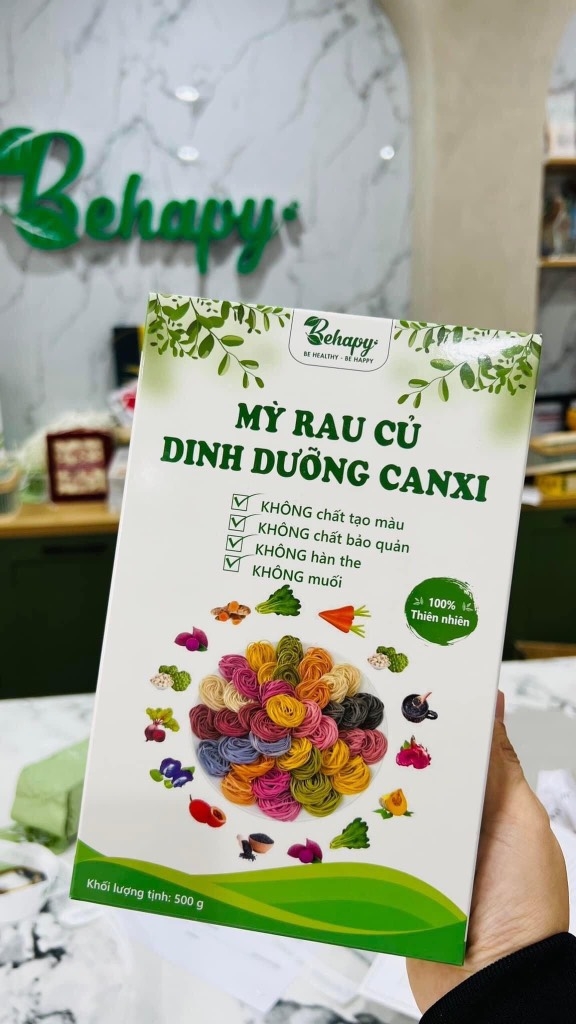 Behapy
Behapy
BE HEALTHY - BE HAPPY
MỲ RAU CỦ
DINH DƯỠNG CANXI
KHÔNG chất tạo màu
KHÔNG chất bảo quản
KHÔNG hàn the
KHÔNG muối
100%
Thiên nhiên
Khối lượng tịnh: 500 g